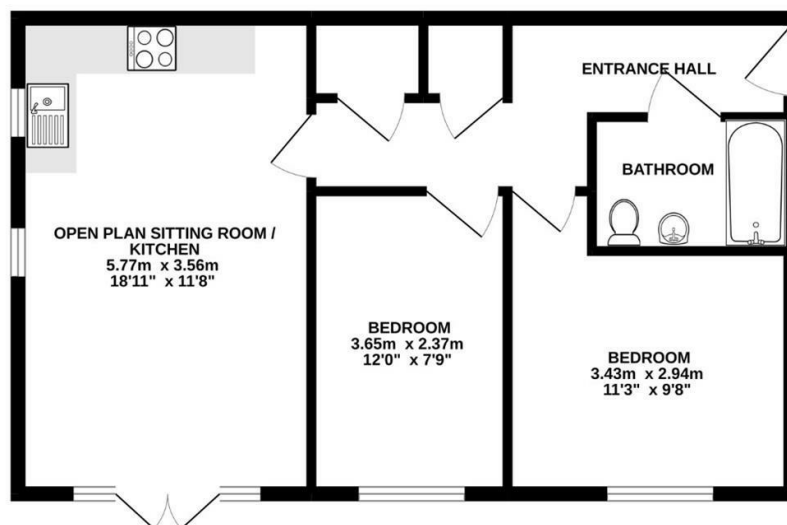 ENTRANCE HALL
BATHROOM
OPEN PLAN SITTING ROOM /
KITCHEN
5.77m x 3.56m
18'11" x 11'8"
BEDROOM
3.65m x 2.37m
12'0" x 7'9"
BEDROOM
3.43m x 2.94m
11'3" x 9'8"